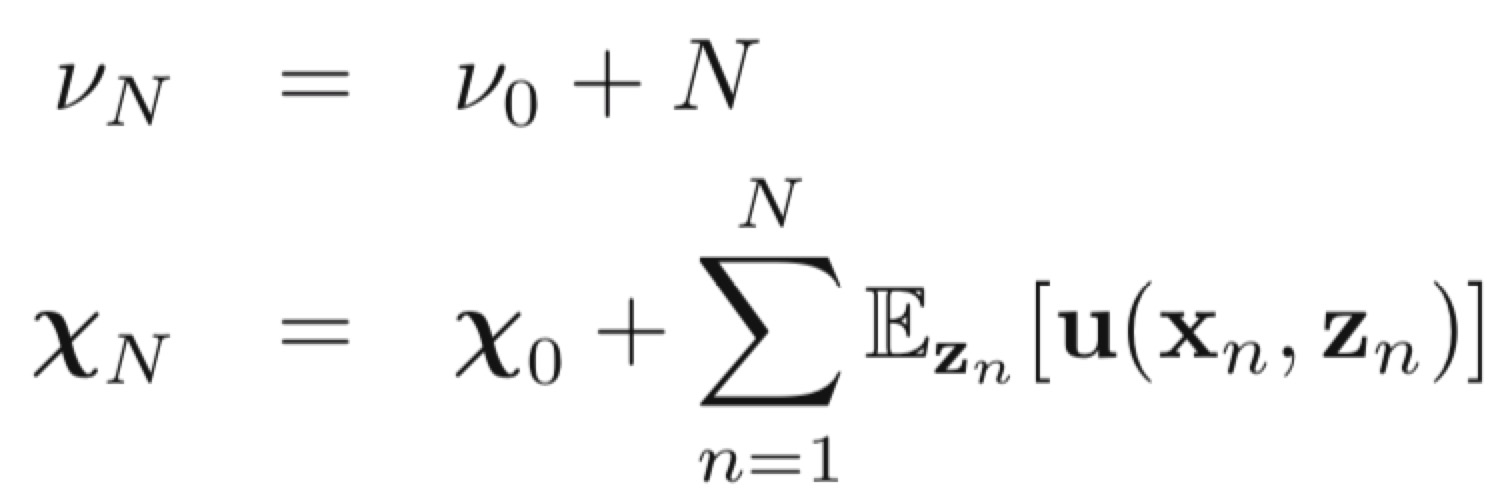 ν_N = ν_0 + N
χ_N = χ_0 + ∑_{n=1}^{N} 𝔼_{z_n} [u(x_n, z_n)]